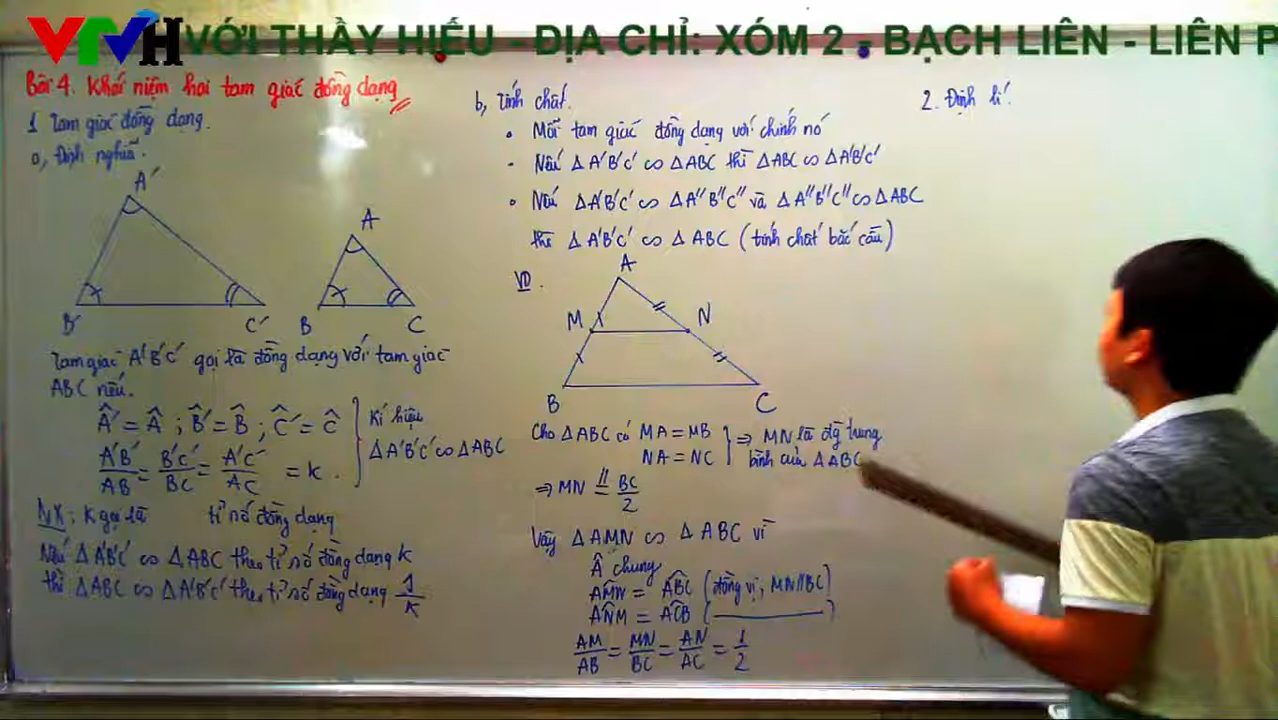 VTVH
VỚI THẦY HIẾU - ĐỊA CHỈ: XÓM 2 - BẠCH LIÊN - LIÊN P
Bài 4. Khái niệm hai tam giác đồng dạng
1 Tam giác đồng dạng.
a, Định nghĩa.
A'
B'
C'
A
B
C
Tam giác A'B'C' gọi là đồng dạng với tam giác
ABC nếu.
Â' = Â ; B̂' = B̂ ; Ĉ' = Ĉ
A'B'/AB = B'C'/BC = A'C'/AC = k.
Kí hiệu
ΔA'B'C' ∽ ΔABC
NX: K gọi là tỉ số đồng dạng
Nếu ΔA'B'C' ∽ ΔABC theo tỉ số đồng dạng k
thì ΔABC ∽ ΔA'B'C' theo tỉ số đồng dạng 1/k
b, Tính chất.
• Mỗi tam giác đồng dạng với chính nó
• Nếu ΔA'B'C' ∽ ΔABC thì ΔABC ∽ ΔA'B'C'
• Nếu ΔA'B'C' ∽ ΔA''B''C'' và ΔA''B''C'' ∽ ΔABC
thì ΔA'B'C' ∽ ΔABC (tính chất bắc cầu)
VD.
A
M
N
B
C
Cho ΔABC có MA = MB
NA = NC
⇒ MN là đg trung
bình của ΔABC
⇒ MN // = BC/2
Vậy ΔAMN ∽ ΔABC vì
 chung
AM̂N = AB̂C (đồng vị, MN//BC)
AN̂M = AĈB (————)
AM/AB = MN/BC = AN/AC = 1/2
2. Định lí.